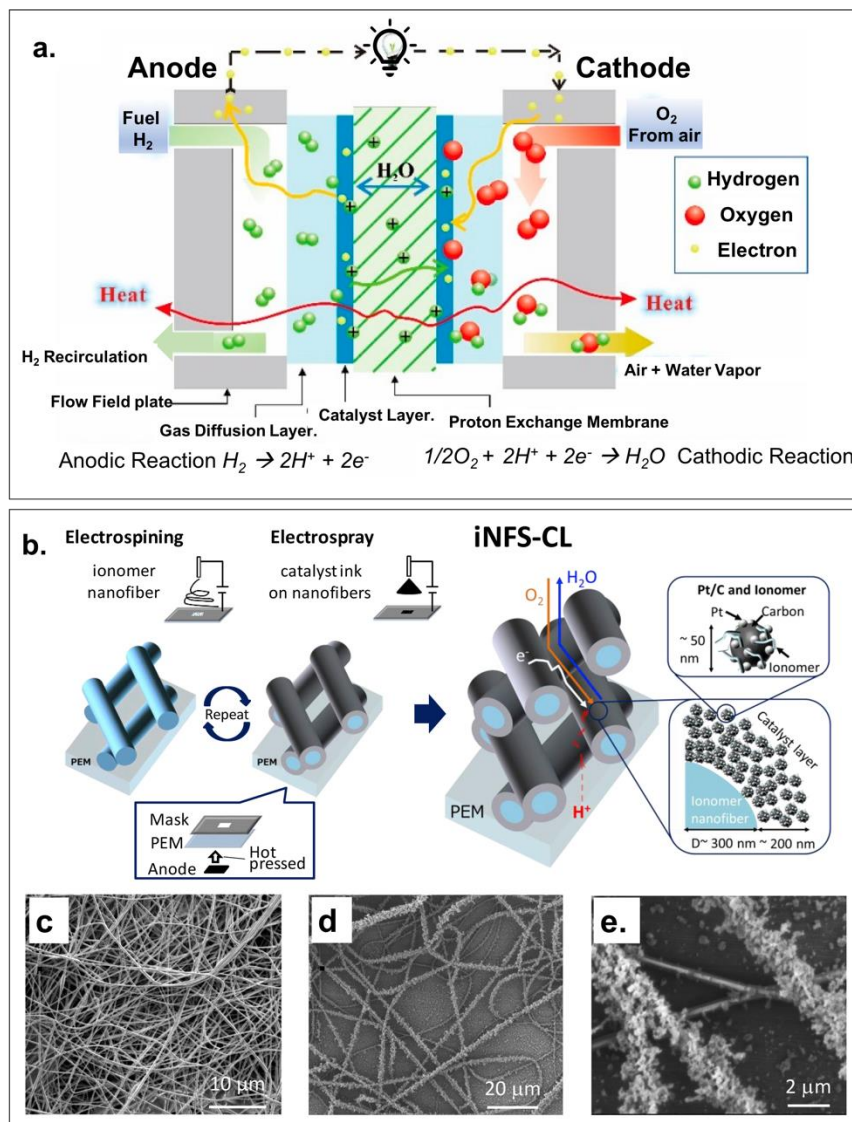 a.
Anode
Cathode
Fuel
H₂
O₂
From air
H₂O
Hydrogen
Oxygen
Electron
Heat
Heat
H₂ Recirculation
Air + Water Vapor
Flow Field plate
Gas Diffusion Layer.
Catalyst Layer.
Proton Exchange Membrane
Anodic Reaction H₂ → 2H⁺ + 2e⁻
1/2O₂ + 2H⁺ + 2e⁻ → H₂O Cathodic Reaction
b.
Electrospining
ionomer
nanofiber
Electrospray
catalyst ink
on nanofibers
iNFS-CL
H₂O
O₂
e⁻
Pt/C and Ionomer
Pt
Carbon
~ 50
nm
Ionomer
PEM
Repeat
PEM
PEM
H⁺
Catalyst layer
Ionomer
nanofiber
D~ 300 nm ~ 200 nm
Mask
PEM
Hot
pressed
Anode
c
10 μm
d
20 μm
e.
2 μm